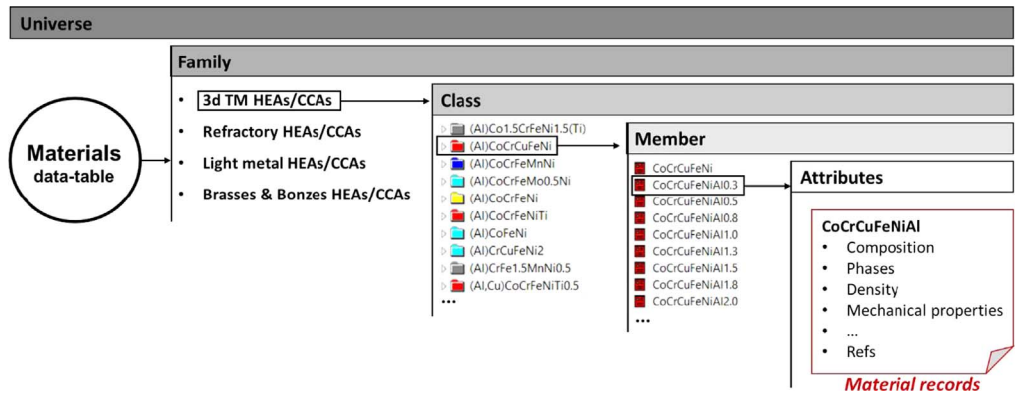 Universe
Family
Materials
data-table
• 3d TM HEAs/CCAs
• Refractory HEAs/CCAs
• Light metal HEAs/CCAs
• Brasses & Bonzes HEAs/CCAs
Class
(Al)Co1.5CrFeNi1.5(Ti)
(Al)CoCrCuFeNi
(Al)CoCrFeMnNi
(Al)CoCrFeMo0.5Ni
(Al)CoCrFeNi
(Al)CoCrFeNiTi
(Al)CoFeNi
(Al)CrCuFeNi2
(Al)CrFe1.5MnNi0.5
(Al,Cu)CoCrFeNiTi0.5
...
Member
CoCrCuFeNi
CoCrCuFeNiAl0.3
CoCrCuFeNiAl0.5
CoCrCuFeNiAl0.8
CoCrCuFeNiAl1.0
CoCrCuFeNiAl1.3
CoCrCuFeNiAl1.5
CoCrCuFeNiAl1.8
CoCrCuFeNiAl2.0
...
Attributes
CoCrCuFeNiAl
• Composition
• Phases
• Density
• Mechanical properties
• ...
• Refs
Material records